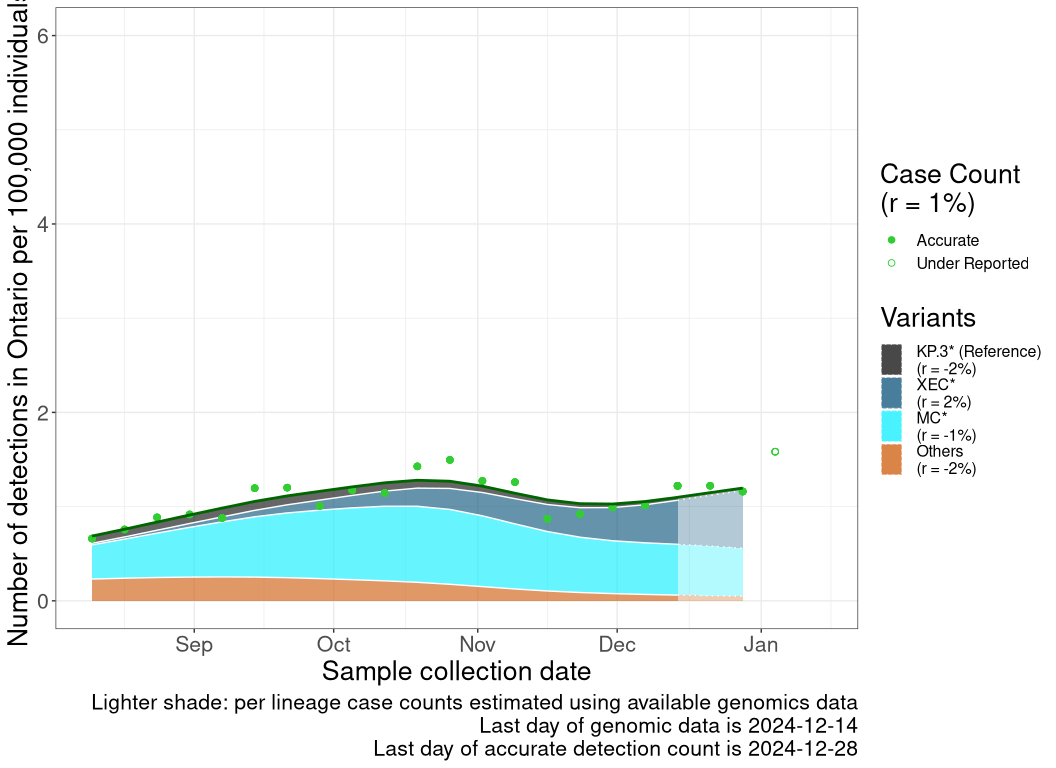 Number of detections in Ontario per 100,000 individuals
6
4
2
0
Sep
Oct
Nov
Dec
Jan
Sample collection date
Lighter shade: per lineage case counts estimated using available genomics data
Last day of genomic data is 2024-12-14
Last day of accurate detection count is 2024-12-28
Case Count
(r = 1%)
Accurate
Under Reported
Variants
KP.3* (Reference)
(r = -2%)
XEC*
(r = 2%)
MC*
(r = -1%)
Others
(r = -2%)